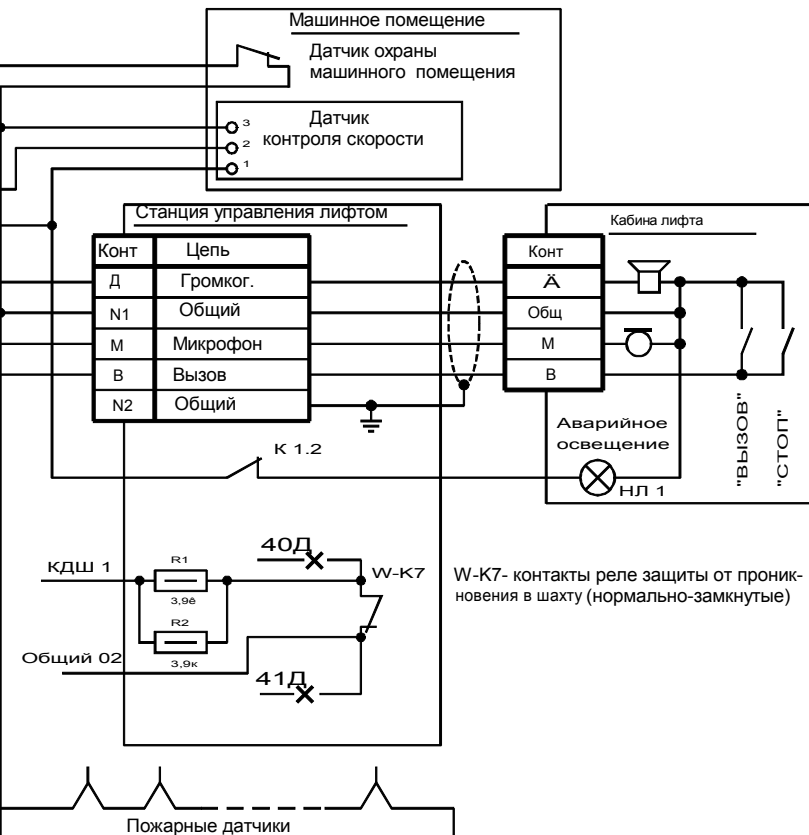 Машинное помещение
Датчик охраны
машинного помещения
Датчик
контроля скорости
3
2
1
Станция управления лифтом
Конт Цепь
Д Громког.
N1 Общий
М Микрофон
В Вызов
N2 Общий
Кабина лифта
Конт
Ä
Общ
М
В
Аварийное
освещение
НЛ 1
"ВЫЗОВ"
"СТОП"
К 1.2
КДШ 1
R1
3,9ê
R2
3,9к
Общий 02
40Д
W-K7
41Д
W-K7- контакты реле защиты от проник-
новения в шахту (нормально-замкнутые)
Пожарные датчики